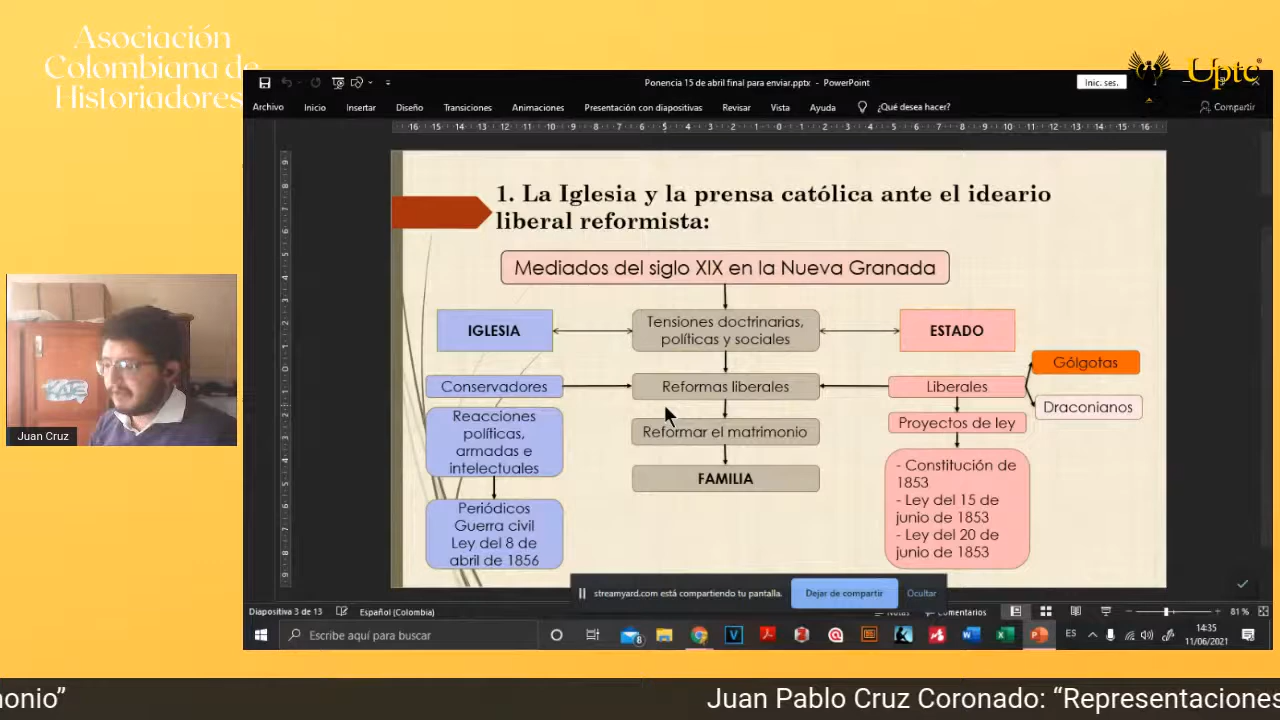 Asociación
Colombiana de
Historiadores
Uptc
Ponencia 15 de abril final para enviar.pptx - PowerPoint
Inic. ses.
Archivo
Inicio
Insertar
Diseño
Transiciones
Animaciones
Presentación con diapositivas
Revisar
Vista
Ayuda
¿Qué desea hacer?
Compartir
1. La Iglesia y la prensa católica ante el ideario
liberal reformista:
Mediados del siglo XIX en la Nueva Granada
IGLESIA
Tensiones doctrinarias,
políticas y sociales
ESTADO
Gólgotas
Conservadores
Reformas liberales
Liberales
Draconianos
Reacciones
políticas,
armadas e
intelectuales
Reformar el matrimonio
Proyectos de ley
FAMILIA
- Constitución de
1853
- Ley del 15 de
junio de 1853
- Ley del 20 de
junio de 1853
Periódicos
Guerra civil
Ley del 8 de
abril de 1856
Juan Cruz
streamyard.com está compartiendo tu pantalla.
Dejar de compartir
Ocultar
Diapositiva 3 de 13
Español (Colombia)
81 %
Escribe aquí para buscar
ES
14:35
11/06/2021
monio”
Juan Pablo Cruz Coronado: “Representaciones